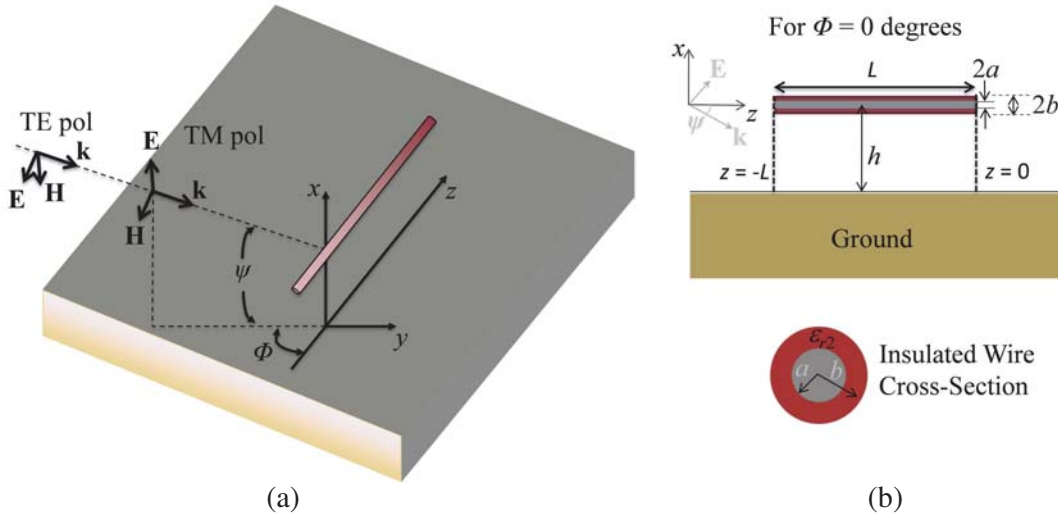 TE pol
TM pol
E
k
E
H
k
H
x
z
ψ
y
Φ
(a)
For Φ = 0 degrees
x
E
L
2a
z
2b
ψ
k
h
z = -L
z = 0
Ground
εr2
a
b
Insulated Wire
Cross-Section
(b)